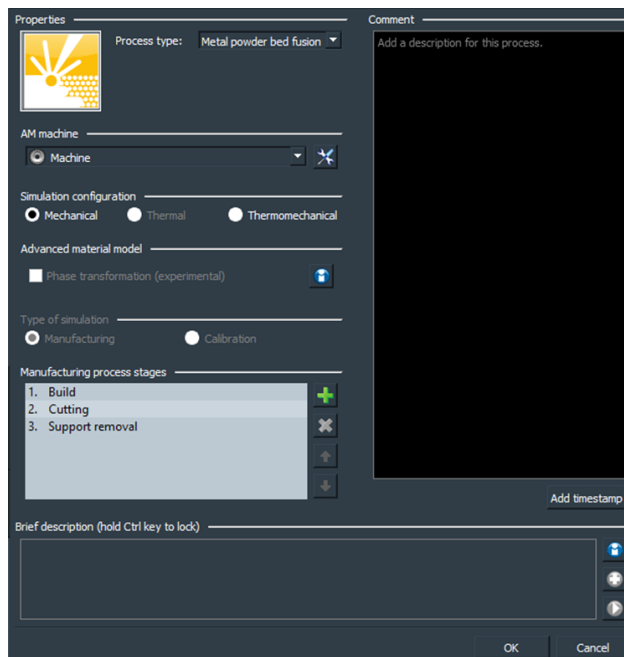 Properties
Process type: Metal powder bed fusion
AM machine
Machine
Simulation configuration
Mechanical Thermal Thermomechanical
Advanced material model
Phase transformation (experimental)
Type of simulation
Manufacturing Calibration
Manufacturing process stages
1. Build
2. Cutting
3. Support removal
Comment
Add a description for this process.
Add timestamp
Brief description (hold Ctrl key to lock)
OK Cancel